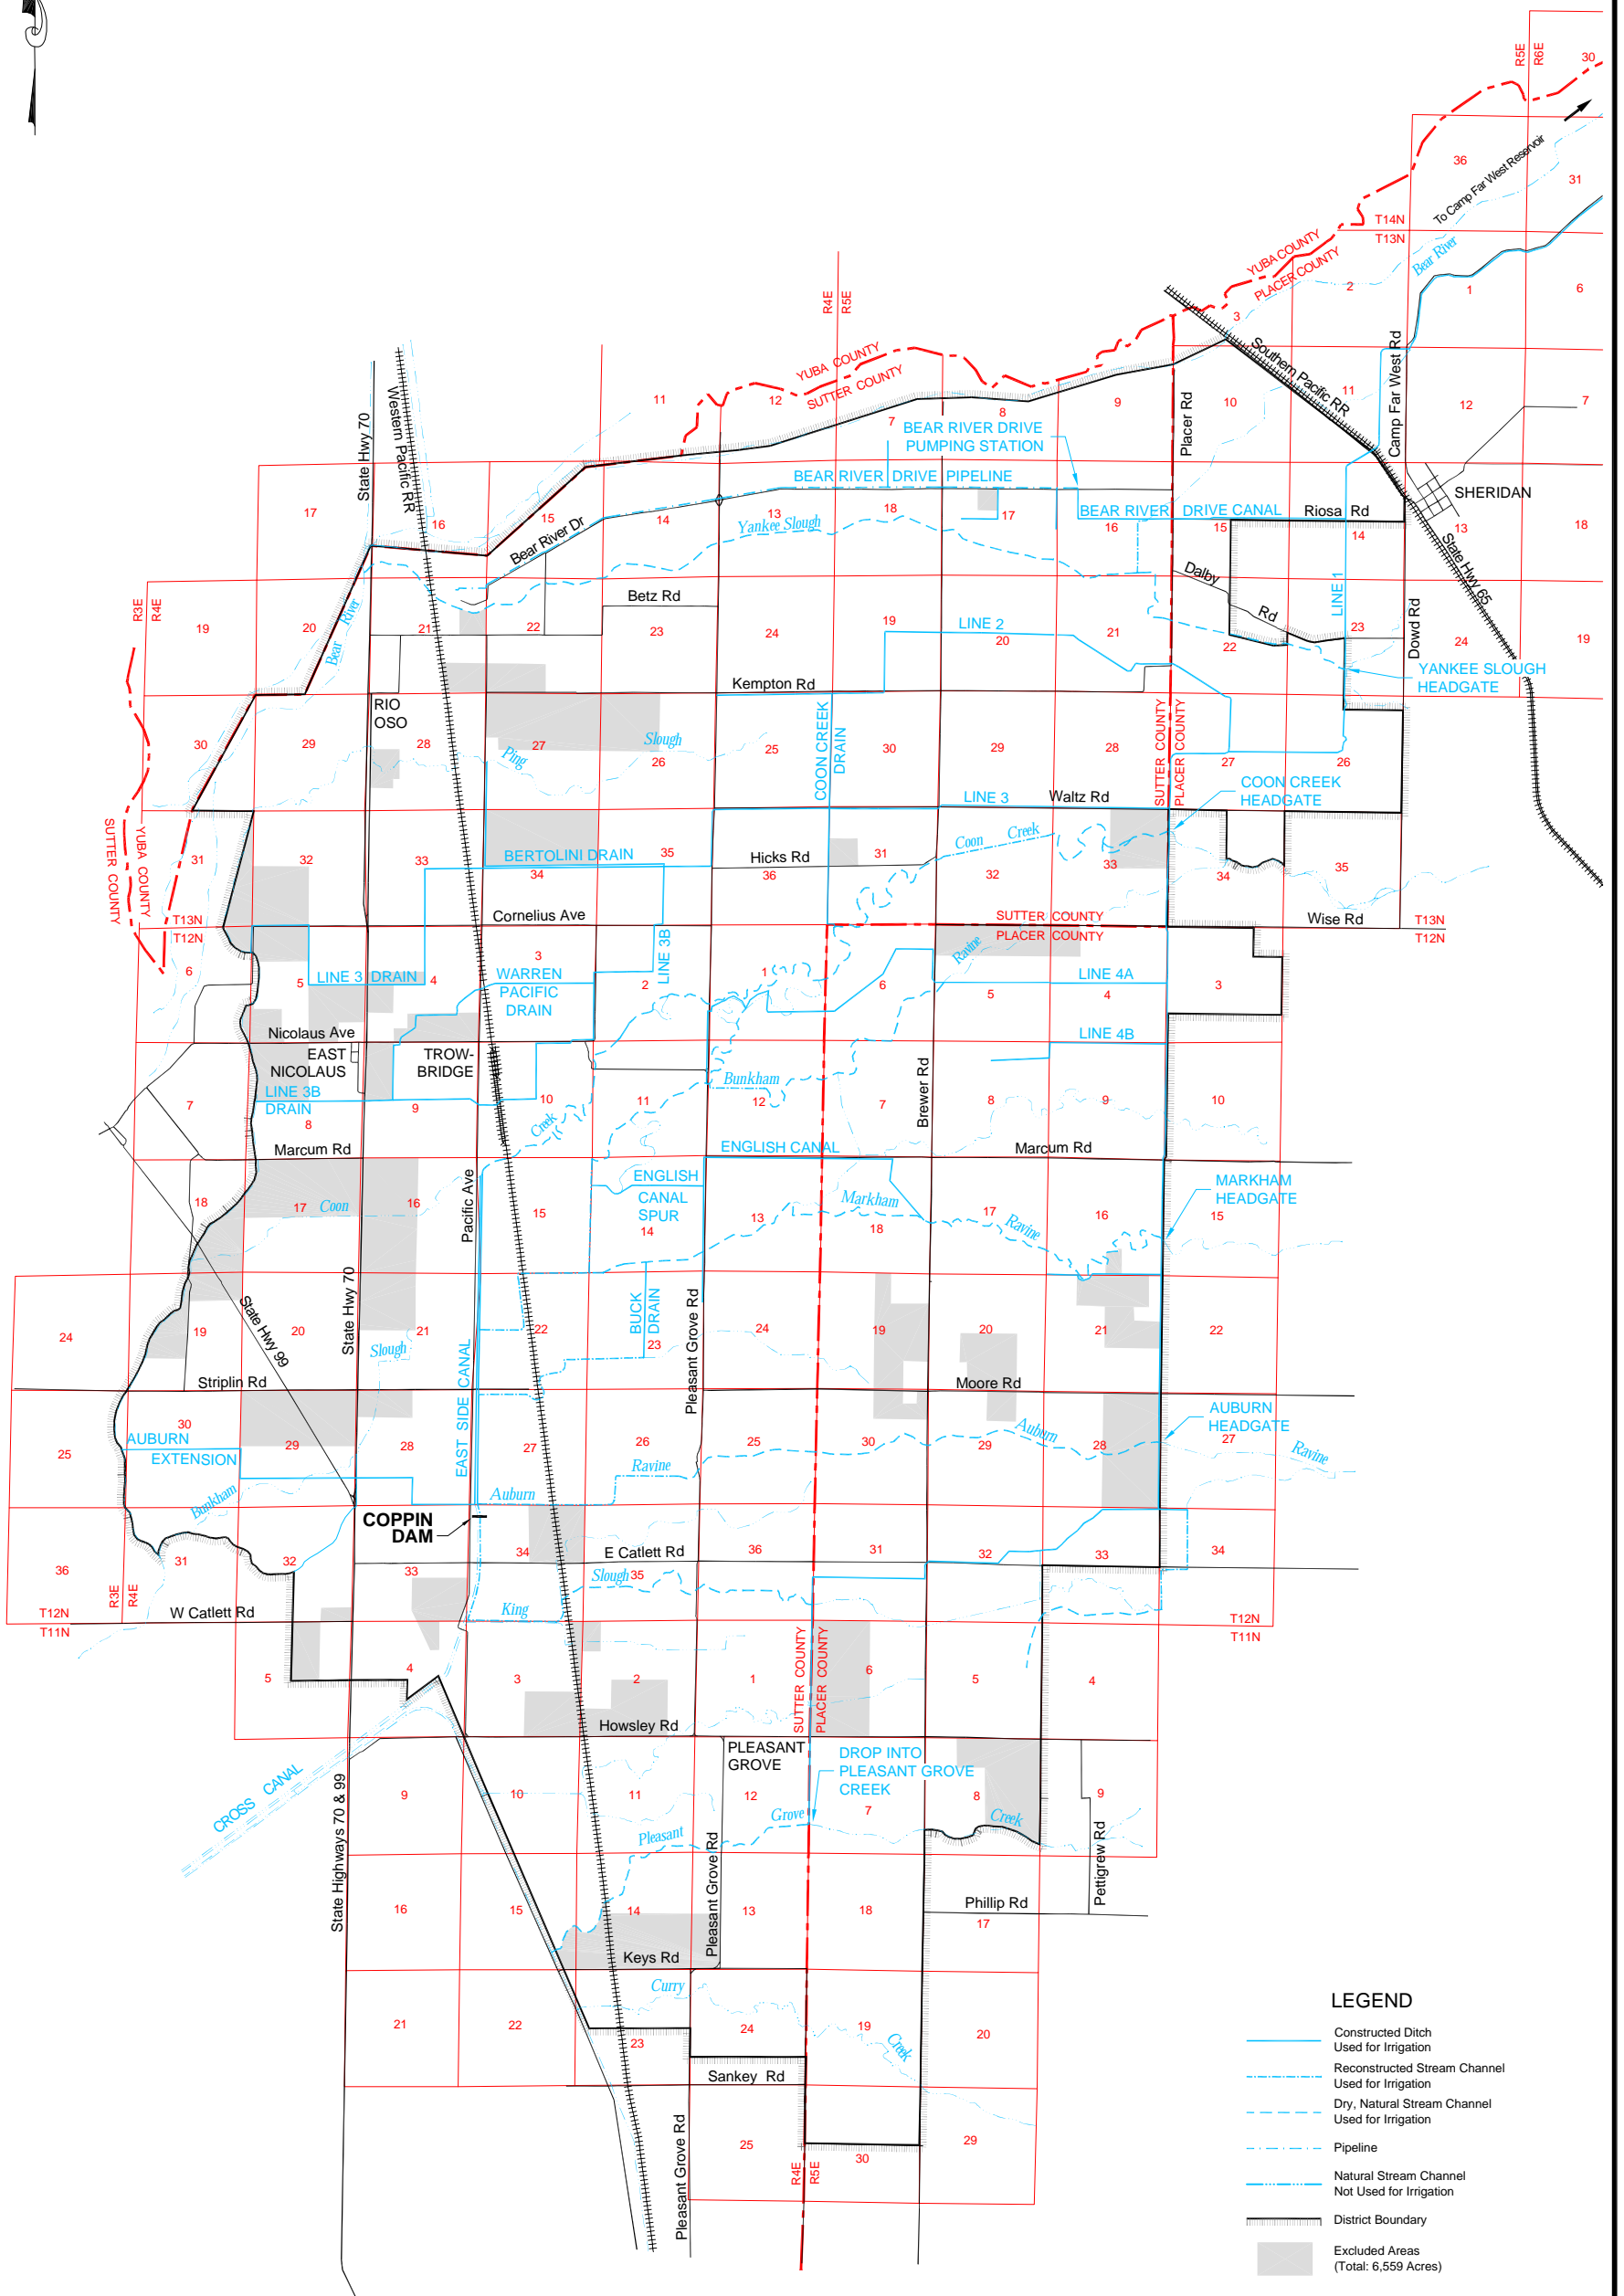 R5E
R6E
30
36
To Camp Far West Reservoir
31
T14N
T13N
YUBA COUNTY
PLACER COUNTY
Bear River
2
1
6
3
R4E
R5E
Southern Pacific RR
Camp Far West Rd
YUBA COUNTY
SUTTER COUNTY
State Hwy 70
Western Pacific RR
11
12
7
8
9
Placer Rd
10
11
12
7
BEAR RIVER DRIVE
PUMPING STATION
BEAR RIVER DRIVE PIPELINE
SHERIDAN
17
16
15
14
13
18
17
BEAR RIVER DRIVE CANAL
Riosa Rd
16
15
14
13
18
Bear River Dr
Yankee Slough
State Hwy 65
R3E
R4E
Dalby
Rd
LINE 1
Dowd Rd
Betz Rd
19
20
21
22
23
24
19
LINE 2
20
21
22
23
24
19
Bear River
YANKEE SLOUGH
HEADGATE
Kempton Rd
RIO
OSO
30
29
28
27
Ping
Slough
26
25
COON CREEK
DRAIN
30
29
28
SUTTER COUNTY
PLACER COUNTY
27
26
COON CREEK
HEADGATE
LINE 3
Waltz Rd
SUTTER COUNTY
YUBA COUNTY
31
32
33
BERTOLINI DRAIN
34
35
Hicks Rd
36
31
Coon Creek
32
33
34
35
Cornelius Ave
SUTTER COUNTY
PLACER COUNTY
Wise Rd
T13N
T12N
T13N
T12N
6
5
LINE 3 DRAIN
4
3
WARREN
PACIFIC
DRAIN
2
LINE 3B
1
6
Ravine
5
LINE 4A
4
3
Nicolaus Ave
EAST
NICOLAUS
TROW-
BRIDGE
LINE 4B
LINE 3B
DRAIN
7
8
9
10
Creek
11
Bunkham
12
7
Brewer Rd
8
9
10
Marcum Rd
ENGLISH CANAL
Marcum Rd
18
17
Coon
16
Pacific Ave
15
ENGLISH
CANAL
SPUR
14
13
Markham
18
17
Ravine
16
MARKHAM
HEADGATE
15
State Hwy 70
State Hwy 99
24
19
20
21
Slough
22
BUCK
DRAIN
23
Pleasant Grove Rd
24
19
20
21
22
Striplin Rd
Moore Rd
EAST SIDE CANAL
AUBURN
HEADGATE
25
30
AUBURN
EXTENSION
29
28
27
26
Ravine
25
30
29
Auburn
28
27
Ravine
Bunkham
Auburn
COPPIN
DAM
36
31
32
33
34
E Catlett Rd
35
Slough
36
31
32
33
34
R3E
R4E
T12N
T11N
W Catlett Rd
King
T12N
T11N
5
4
3
2
1
SUTTER COUNTY
PLACER COUNTY
6
5
4
Howsley Rd
PLEASANT
GROVE
DROP INTO
PLEASANT GROVE
CREEK
CROSS CANAL
State Highways 70 & 99
9
10
11
12
7
8
9
Pleasant
Grove
Creek
Pettigrew Rd
Pleasant Grove Rd
16
15
14
13
18
Phillip Rd
17
Keys Rd
Curry
Creek
21
22
23
24
19
20
Sankey Rd
Pleasant Grove Rd
25
R4E
R5E
30
29
LEGEND
Constructed Ditch
Used for Irrigation
Reconstructed Stream Channel
Used for Irrigation
Dry, Natural Stream Channel
Used for Irrigation
Pipeline
Natural Stream Channel
Not Used for Irrigation
District Boundary
Excluded Areas
(Total: 6,559 Acres)